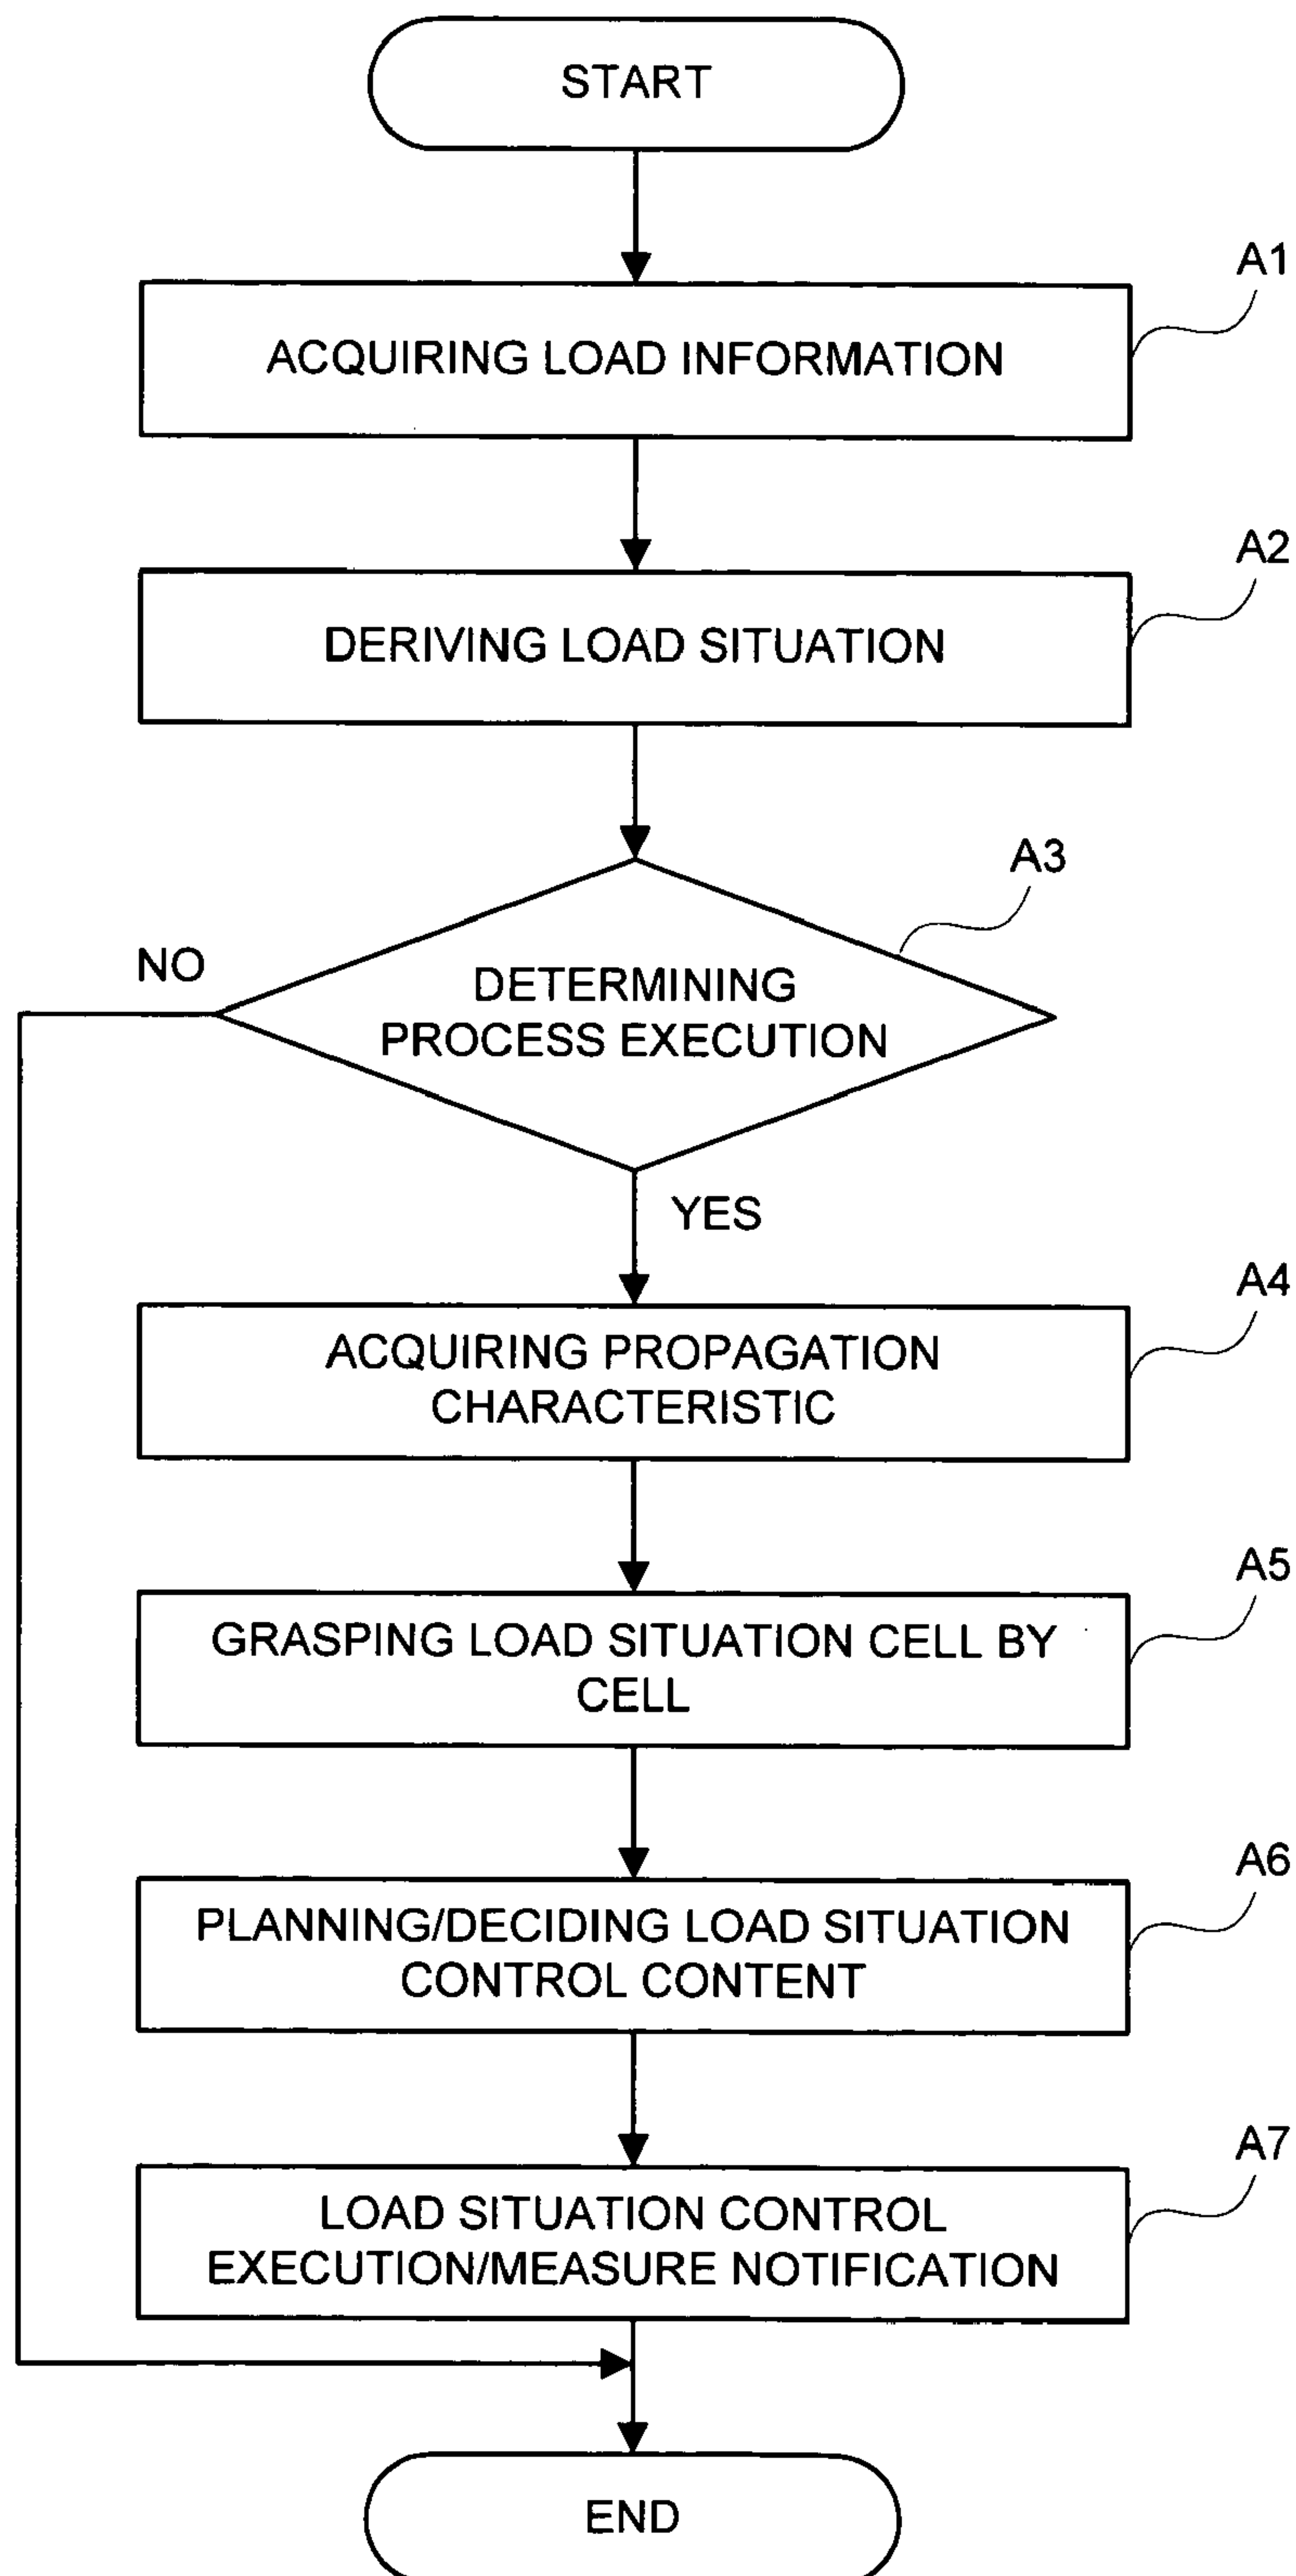 START
A1
ACQUIRING LOAD INFORMATION
A2
DERIVING LOAD SITUATION
A3
NO
DETERMINING
PROCESS EXECUTION
YES
A4
ACQUIRING PROPAGATION
CHARACTERISTIC
A5
GRASPING LOAD SITUATION CELL BY
CELL
A6
PLANNING/DECIDING LOAD SITUATION
CONTROL CONTENT
A7
LOAD SITUATION CONTROL
EXECUTION/MEASURE NOTIFICATION
END